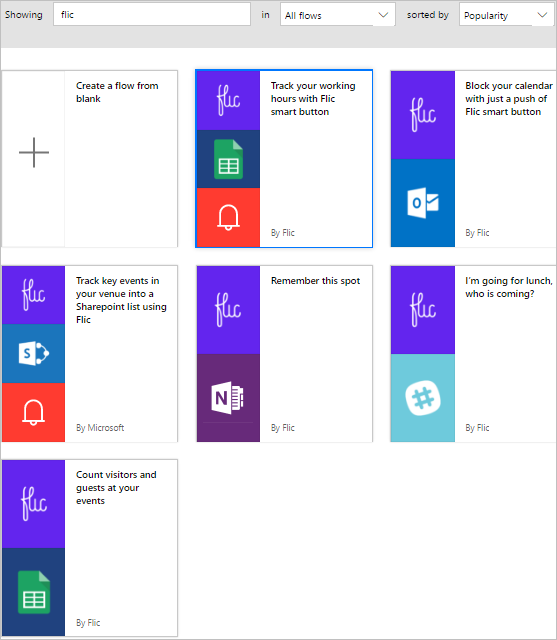 Showing flic in All flows sorted by Popularity
Create a flow from
blank
flic
Track your working
hours with Flic
smart button
By Flic
flic
Block your calendar
with just a push of
Flic smart button
O
By Flic
flic
Track key events in
your venue into a
Sharepoint list using
Flic
S
By Microsoft
flic
Remember this spot
N
By Flic
flic
I'm going for lunch,
who is coming?
By Flic
flic
Count visitors and
guests at your
events
By Flic